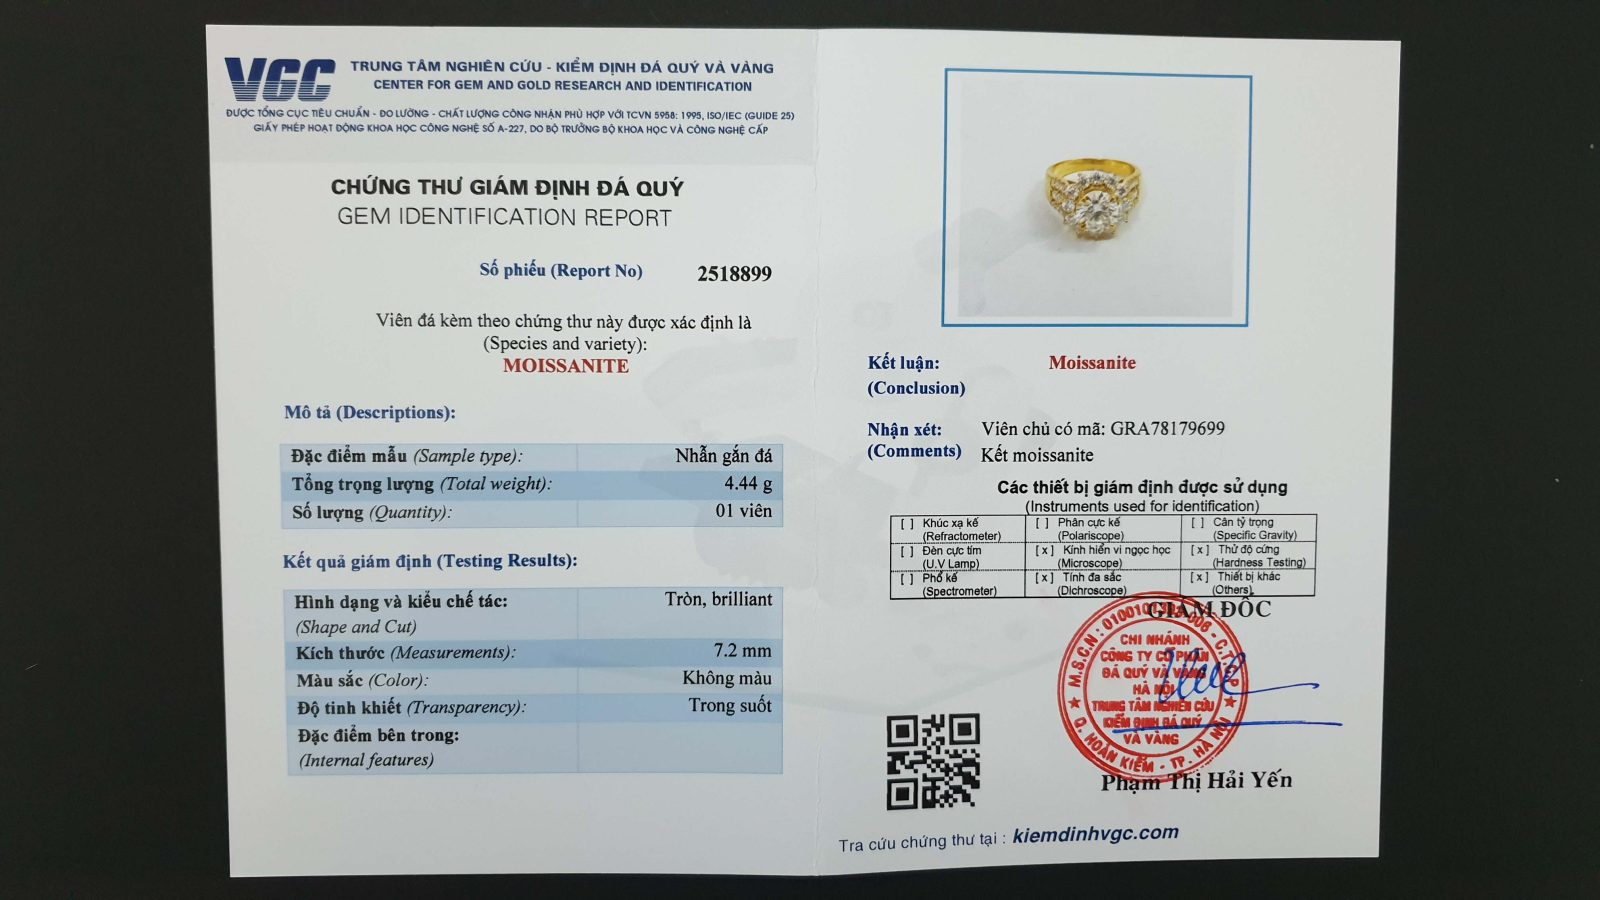 VGC
TRUNG TÂM NGHIÊN CỨU - KIỂM ĐỊNH ĐÁ QUÝ VÀ VÀNG
CENTER FOR GEM AND GOLD RESEARCH AND IDENTIFICATION
ĐƯỢC TỔNG CỤC TIÊU CHUẨN - ĐO LƯỜNG - CHẤT LƯỢNG CÔNG NHẬN PHÙ HỢP VỚI TCVN 5958: 1995, ISO/IEC (GUIDE 25)
GIẤY PHÉP HOẠT ĐỘNG KHOA HỌC CÔNG NGHỆ SỐ A-227, DO BỘ TRƯỞNG BỘ KHOA HỌC VÀ CÔNG NGHỆ CẤP
CHỨNG THƯ GIÁM ĐỊNH ĐÁ QUÝ
GEM IDENTIFICATION REPORT
Số phiếu (Report No) 2518899
Viên đá kèm theo chứng thư này được xác định là
(Species and variety):
MOISSANITE
Mô tả (Descriptions):
Đặc điểm mẫu (Sample type): Nhẫn gắn đá
Tổng trọng lượng (Total weight): 4.44 g
Số lượng (Quantity): 01 viên
Kết quả giám định (Testing Results):
Hình dạng và kiểu chế tác: Tròn, brilliant
(Shape and Cut)
Kích thước (Measurements): 7.2 mm
Màu sắc (Color): Không màu
Độ tinh khiết (Transparency): Trong suốt
Đặc điểm bên trong:
(Internal features)
Kết luận: Moissanite
(Conclusion)
Nhận xét: Viên chủ có mã: GRA78179699
(Comments) Kết moissanite
Các thiết bị giám định được sử dụng
(Instruments used for identification)
[ ] Khúc xạ kế [ ] Phân cực kế [ ] Cân tỷ trọng
(Refractometer) (Polariscope) (Specific Gravity)
[ ] Đèn cực tím [x] Kính hiển vi ngọc học [x] Thử độ cứng
(U.V Lamp) (Microscope) (Hardness Testing)
[ ] Phổ kế [x] Tính đa sắc [x] Thiết bị khác
(Spectrometer) (Dichroscope) (Others)
GIÁM ĐỐC
CHI NHÁNH
CÔNG TY CỔ PHẦN
ĐÁ QUÝ VÀ VÀNG
HÀ NỘI
TRUNG TÂM NGHIÊN CỨU
KIỂM ĐỊNH ĐÁ QUÝ
VÀ VÀNG
Q. HOÀN KIẾM - TP. HÀ NỘI
Phạm Thị Hải Yến
Tra cứu chứng thư tại : kiemdinhvgc.com